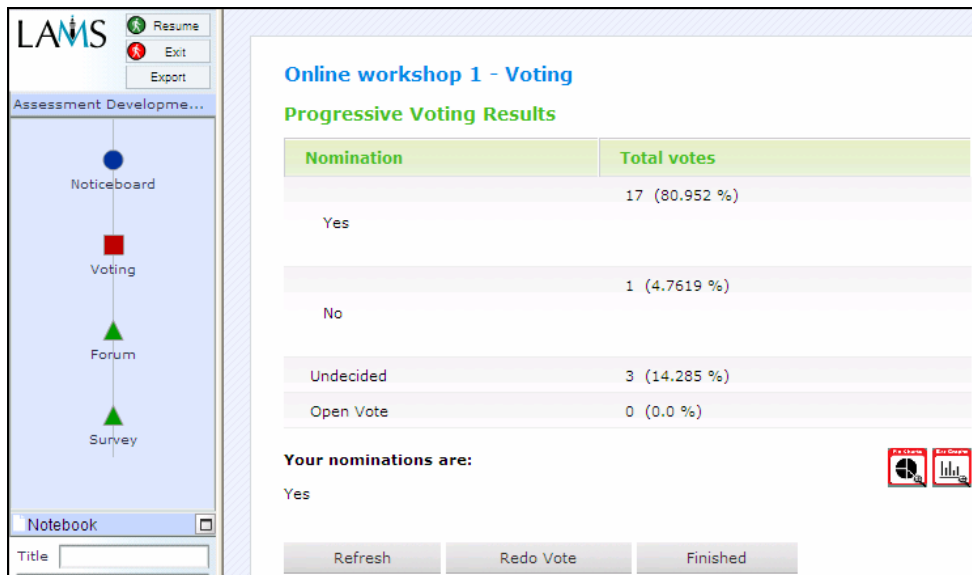 LAMS
Resume
Exit
Export
Assessment Developme...
Noticeboard
Voting
Forum
Survey
Notebook
Title
Online workshop 1 - Voting
Progressive Voting Results
Nomination Total votes
17 (80.952 %)
Yes
1 (4.7619 %)
No
Undecided 3 (14.285 %)
Open Vote 0 (0.0 %)
Your nominations are:
Yes
Refresh Redo Vote Finished